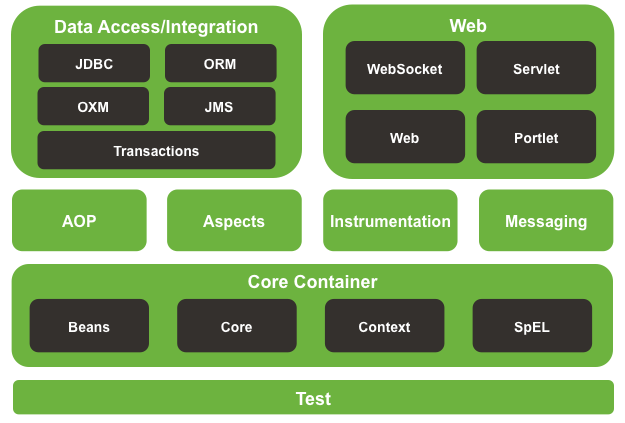 Data Access/Integration
JDBC
ORM
OXM
JMS
Transactions
Web
WebSocket
Servlet
Web
Portlet
AOP
Aspects
Instrumentation
Messaging
Core Container
Beans
Core
Context
SpEL
Test